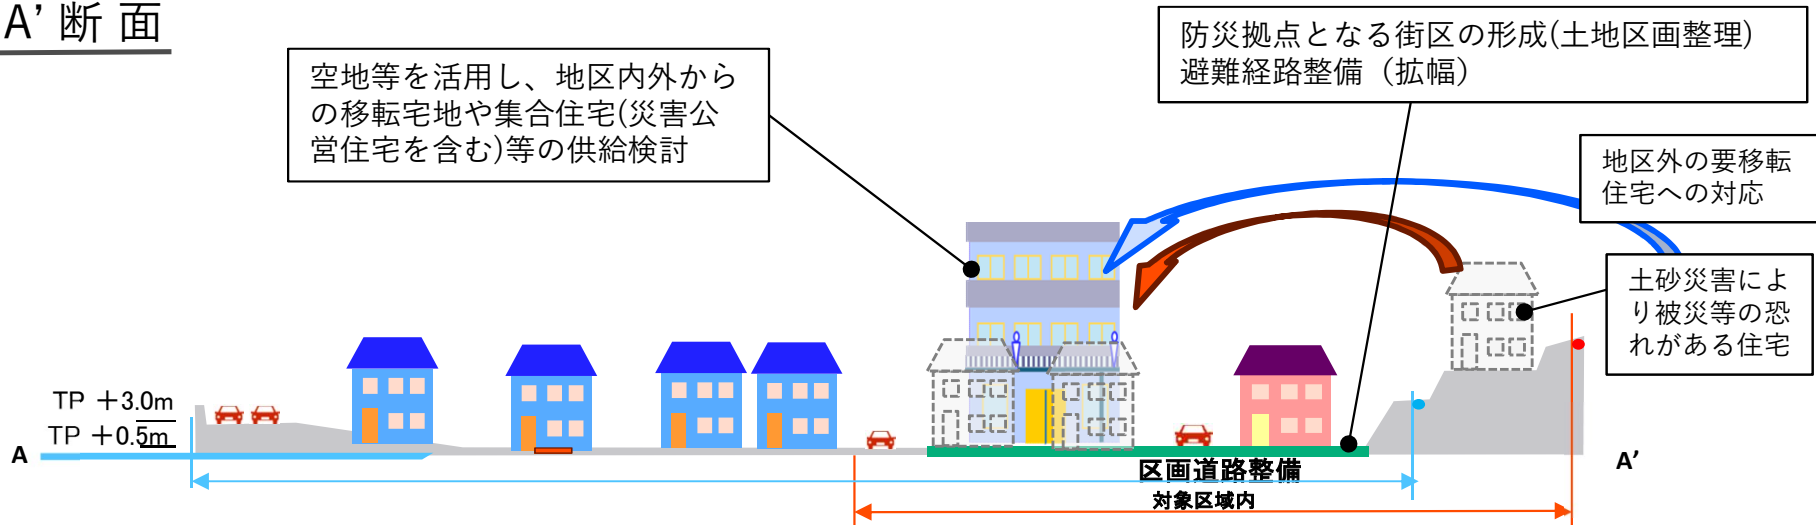 A’断面
空地等を活用し、地区内外から
の移転宅地や集合住宅(災害公
営住宅を含む)等の供給検討
防災拠点となる街区の形成(土地区画整理)
避難経路整備（拡幅）
地区外の要移転
住宅への対応
土砂災害によ
り被災等の恐
れがある住宅
TP ＋3.0m
TP ＋0.5m
A
A’
区画道路整備
対象区域内